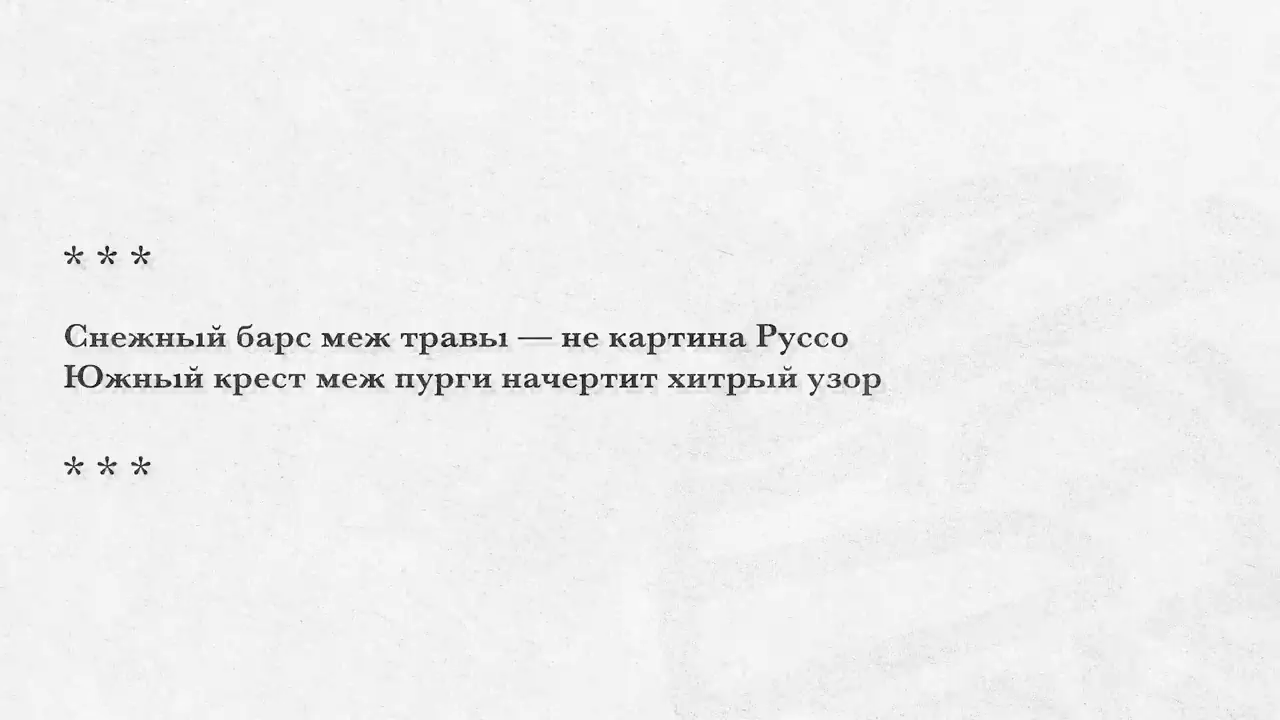 * * *
Снежный барс меж травы — не картина Руссо
Южный крест меж пурги начертит хитрый узор
* * *